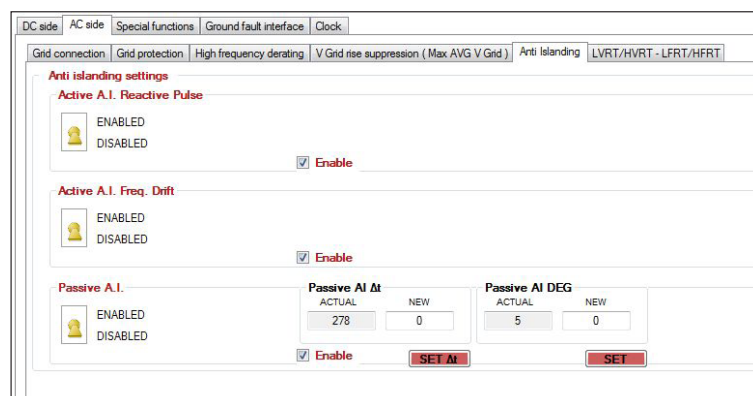 DC side AC side Special functions Ground fault interface Clock
Grid connection Grid protection High frequency derating V Grid rise suppression ( Max AVG V Grid ) Anti Islanding LVRT/HVRT - LFRT/HFRT
Anti islanding settings
Active A.I. Reactive Pulse
ENABLED
DISABLED
Enable
Active A.I. Freq. Drift
ENABLED
DISABLED
Enable
Passive A.I.
ENABLED
DISABLED
Passive AI Δt
ACTUAL NEW
278 0
Passive AI DEG
ACTUAL NEW
5 0
Enable
SET Δt
SET